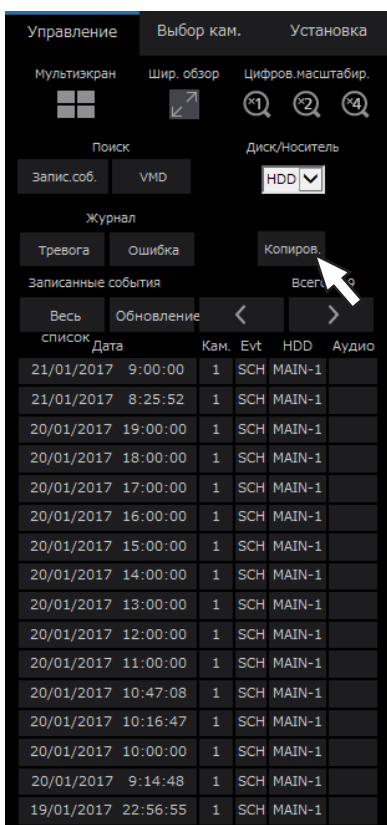 Управление Выбор кам. Установка
Мультиэкран Шир. обзор Цифров.масштабир.
×1 ×2 ×4
Поиск Диск/Носитель
Запис.соб. VMD HDD
Журнал
Тревога Ошибка Копиров.
Записанные события
Весь список Обновление
Дата Кам. Evt HDD Аудио
21/01/2017 9:00:00 1 SCH MAIN-1
21/01/2017 8:25:52 1 SCH MAIN-1
20/01/2017 19:00:00 1 SCH MAIN-1
20/01/2017 18:00:00 1 SCH MAIN-1
20/01/2017 17:00:00 1 SCH MAIN-1
20/01/2017 16:00:00 1 SCH MAIN-1
20/01/2017 15:00:00 1 SCH MAIN-1
20/01/2017 14:00:00 1 SCH MAIN-1
20/01/2017 13:00:00 1 SCH MAIN-1
20/01/2017 12:00:00 1 SCH MAIN-1
20/01/2017 11:00:00 1 SCH MAIN-1
20/01/2017 10:47:08 1 SCH MAIN-1
20/01/2017 10:16:47 1 SCH MAIN-1
20/01/2017 10:00:00 1 SCH MAIN-1
20/01/2017 9:14:48 1 SCH MAIN-1
19/01/2017 22:56:55 1 SCH MAIN-1